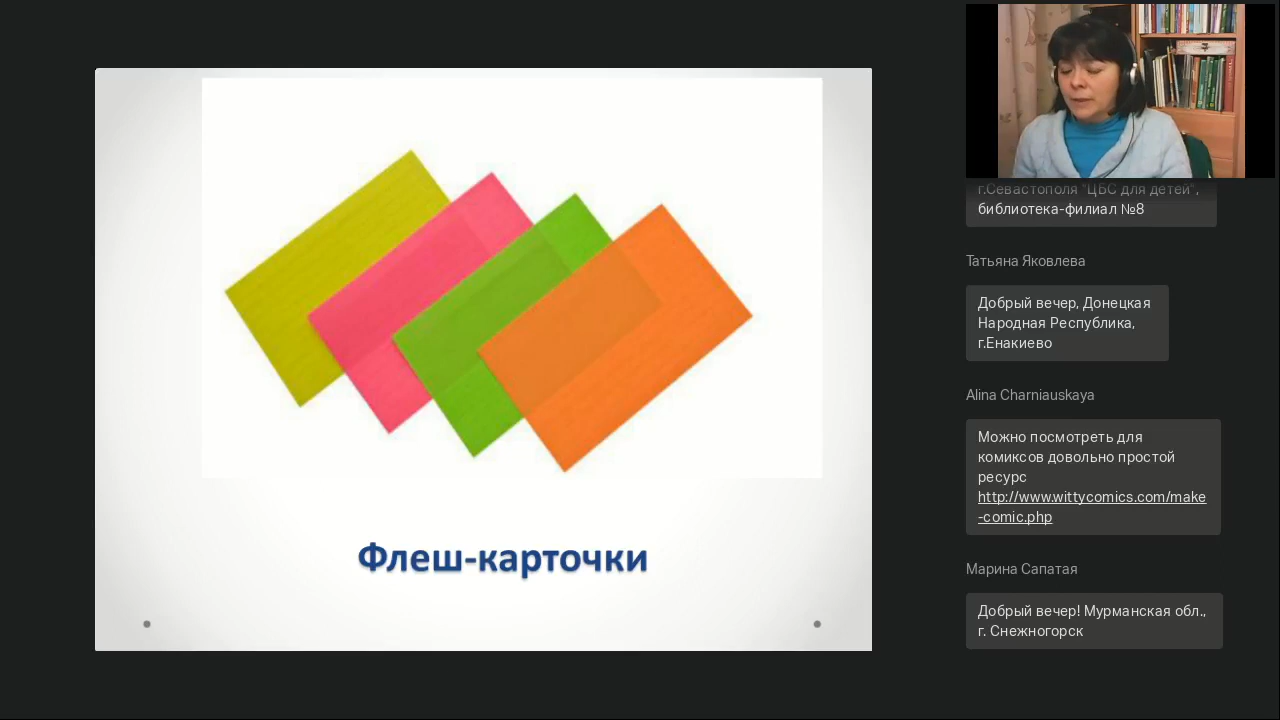 Флеш-карточки
г.Севастополя "ЦБС для детей",
библиотека-филиал №8
Татьяна Яковлева
Добрый вечер, Донецкая
Народная Республика,
г.Енакиево
Alina Charniauskaya
Можно посмотреть для
комиксов довольно простой
ресурс
http://www.wittycomics.com/make
-comic.php
Марина Сапатая
Добрый вечер! Мурманская обл.,
г. Снежногорск